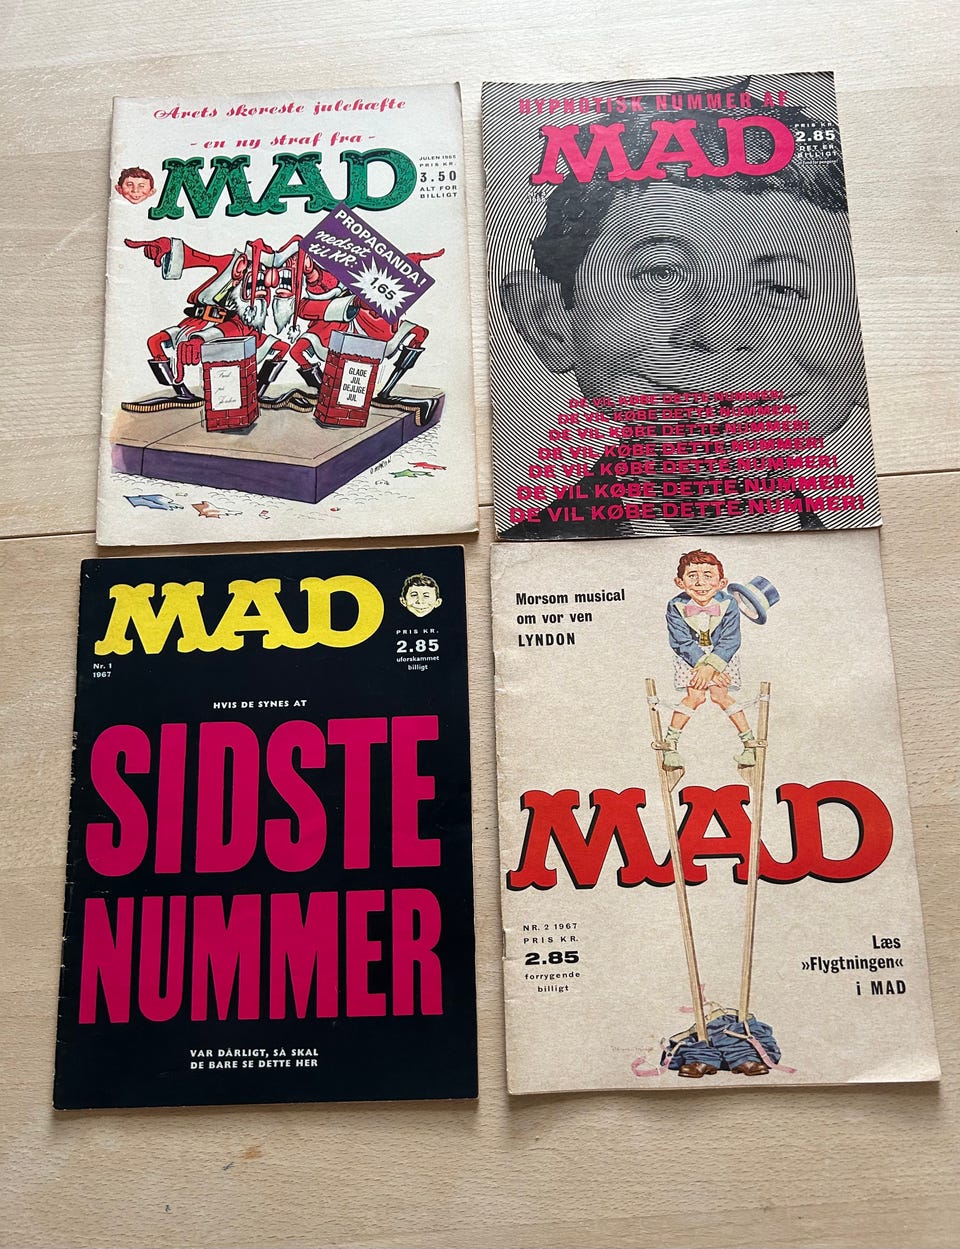 Årets skøreste julehæfte
- en ny straf fra -
MAD
PRIS KR.
3.50
ALT FOR
BILLIGT
PROPAGANDA!
nedsat
til KR:
1.65
Fred
på
Jorden
GLADE
JUL
DEJLIGE
JUL
HYPNOTISK NUMMER AF
MAD
PRIS KR.
2.85
DET ER
BILLIGT
DE VIL KØBE DETTE NUMMER!
DE VIL KØBE DETTE NUMMER!
DE VIL KØBE DETTE NUMMER!
DE VIL KØBE DETTE NUMMER!
DE VIL KØBE DETTE NUMMER!
DE VIL KØBE DETTE NUMMER!
DE VIL KØBE DETTE NUMMER!
MAD
Nr. 1
1967
PRIS KR.
2.85
uforskammet
billigt
HVIS DE SYNES AT
SIDSTE
NUMMER
VAR DÅRLIGT, SÅ SKAL
DE BARE SE DETTE HER
Morsom musical
om vor ven
LYNDON
MAD
NR. 2 1967
PRIS KR.
2.85
forrygende
billigt
Læs
»Flygtningen«
i MAD